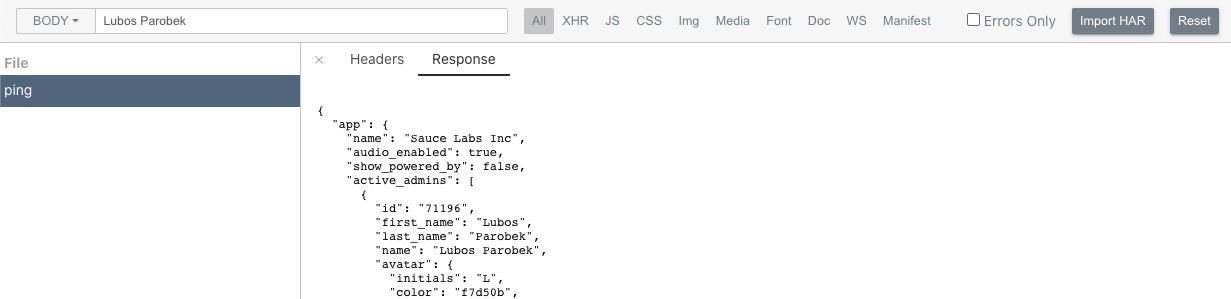 BODY Lubos Parobek All XHR JS CSS Img Media Font Doc WS Manifest Errors Only Import HAR Reset
File
ping
× Headers Response
{
"app": {
"name": "Sauce Labs Inc",
"audio_enabled": true,
"show_powered_by": false,
"active_admins": [
{
"id": "71196",
"first_name": "Lubos",
"last_name": "Parobek",
"name": "Lubos Parobek",
"avatar": {
"initials": "L",
"color": "f7d50b",